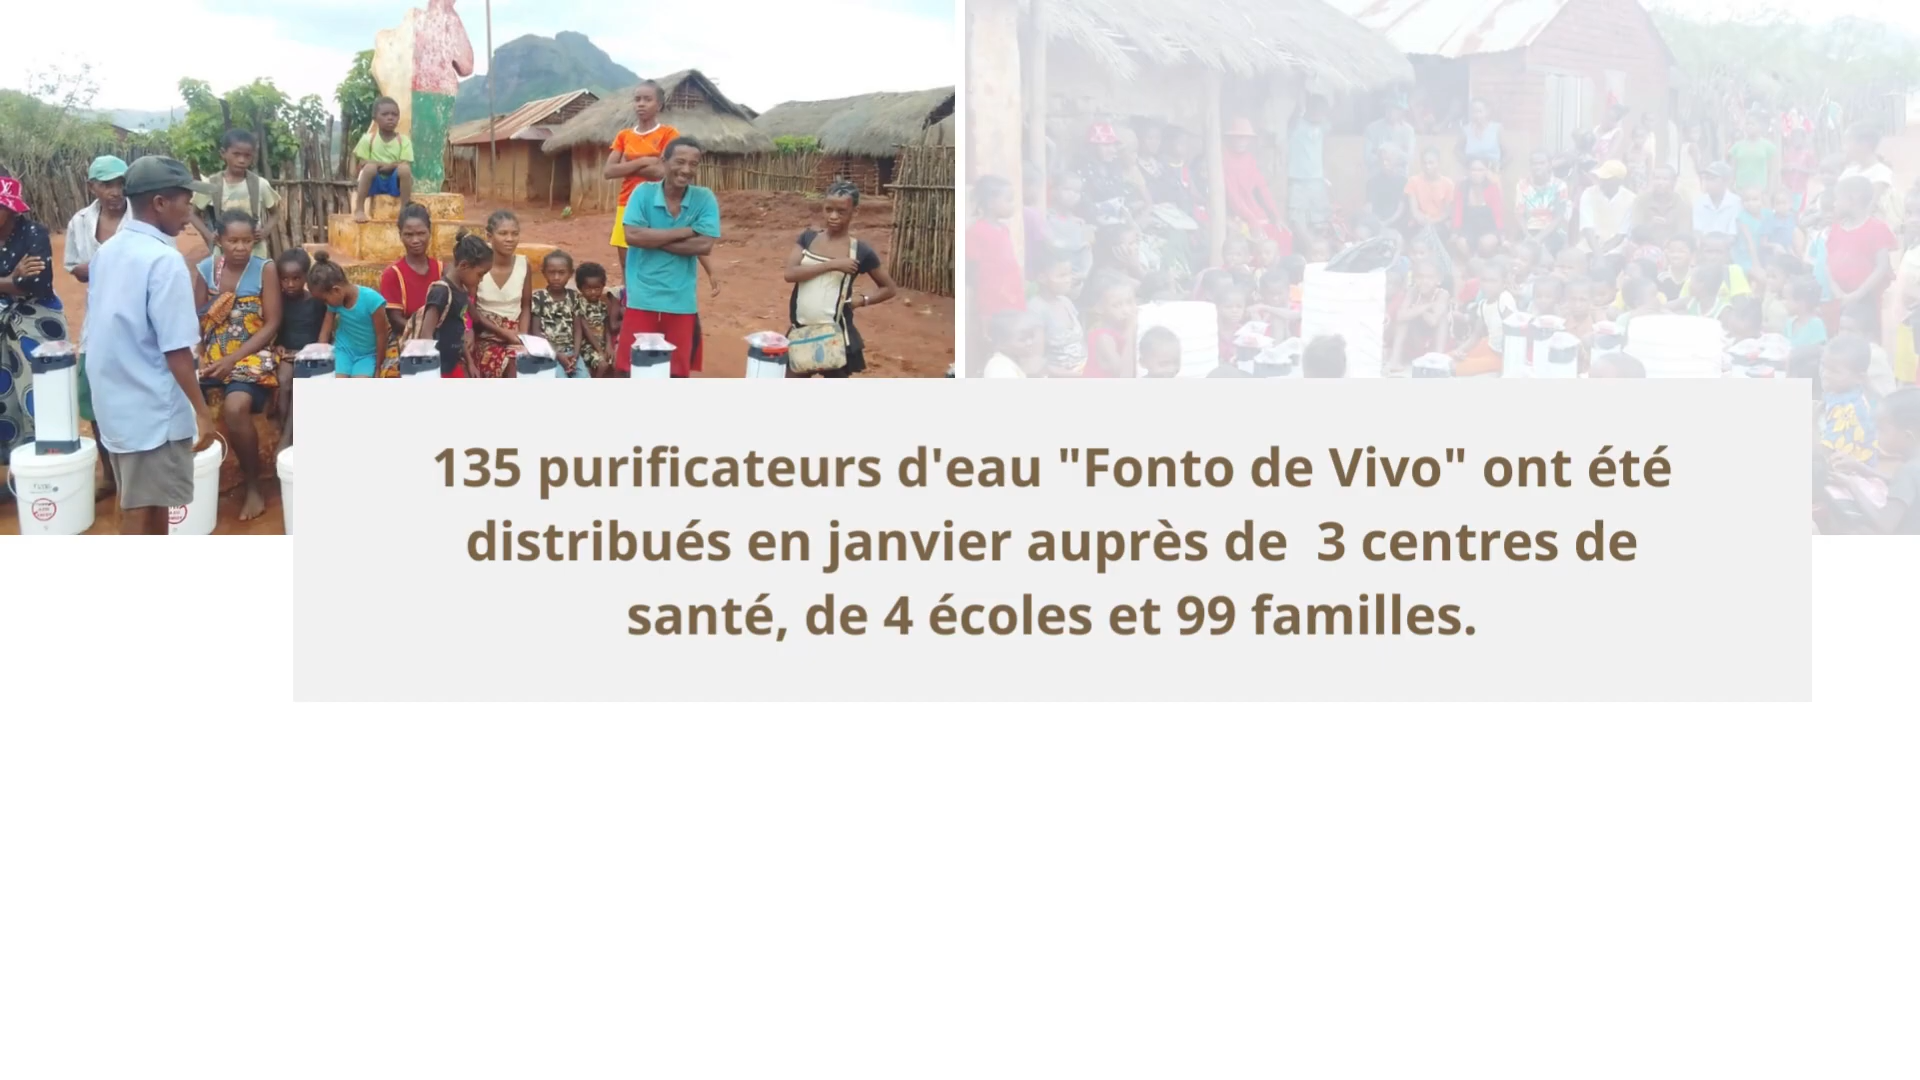 135 purificateurs d'eau "Fonto de Vivo" ont été
distribués en janvier auprès de  3 centres de
santé, de 4 écoles et 99 familles.